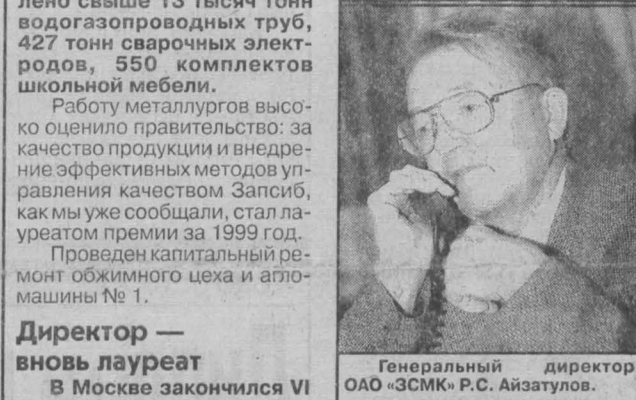 лено свыше 13 тысяч тонн
водогазопроводных труб,
427 тонн сварочных элект-
родов, 550 комплектов
школьной мебели.
Работу металлургов высо-
ко оценило правительство: за
качество продукции и внедре-
ние эффективных методов уп-
равления качеством Запсиб,
как мы уже сообщали, стал ла-
уреатом премии за 1999 год.
Проведен капитальный ре-
монт обжимного цеха и агло-
машины № 1.
Директор —
вновь лауреат
В Москве закончился VI
Генеральный директор
ОАО «ЗСМК» Р.С. Айзатулов.